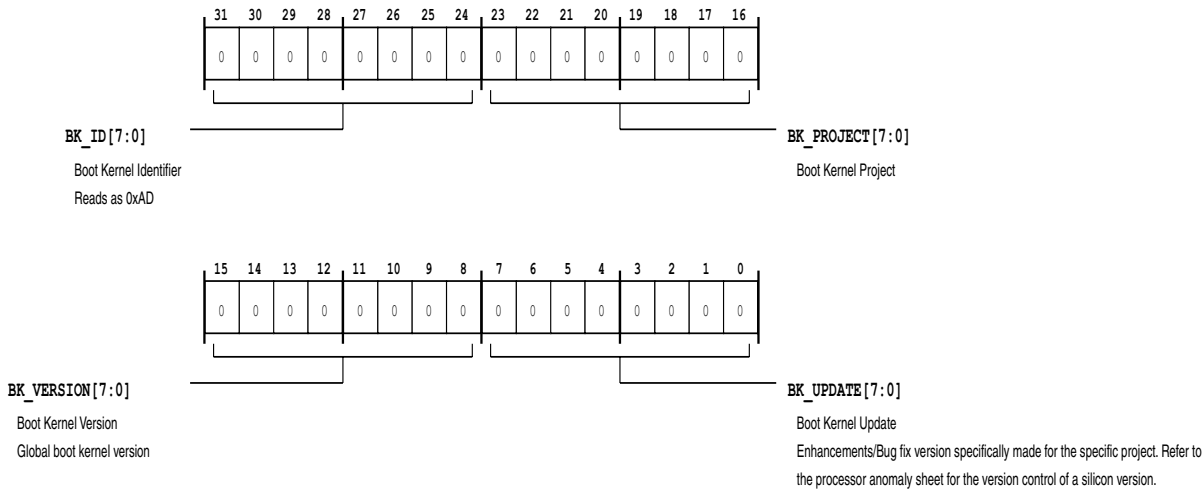 31 30 29 28 27 26 25 24 23 22 21 20 19 18 17 16
0 0 0 0 0 0 0 0 0 0 0 0 0 0 0 0
BK_ID[7:0]
Boot Kernel Identifier
Reads as 0xAD
BK_PROJECT[7:0]
Boot Kernel Project
15 14 13 12 11 10 9 8 7 6 5 4 3 2 1 0
0 0 0 0 0 0 0 0 0 0 0 0 0 0 0 0
BK_VERSION[7:0]
Boot Kernel Version
Global boot kernel version
BK_UPDATE[7:0]
Boot Kernel Update
Enhancements/Bug fix version specifically made for the specific project. Refer to
the processor anomaly sheet for the version control of a silicon version.